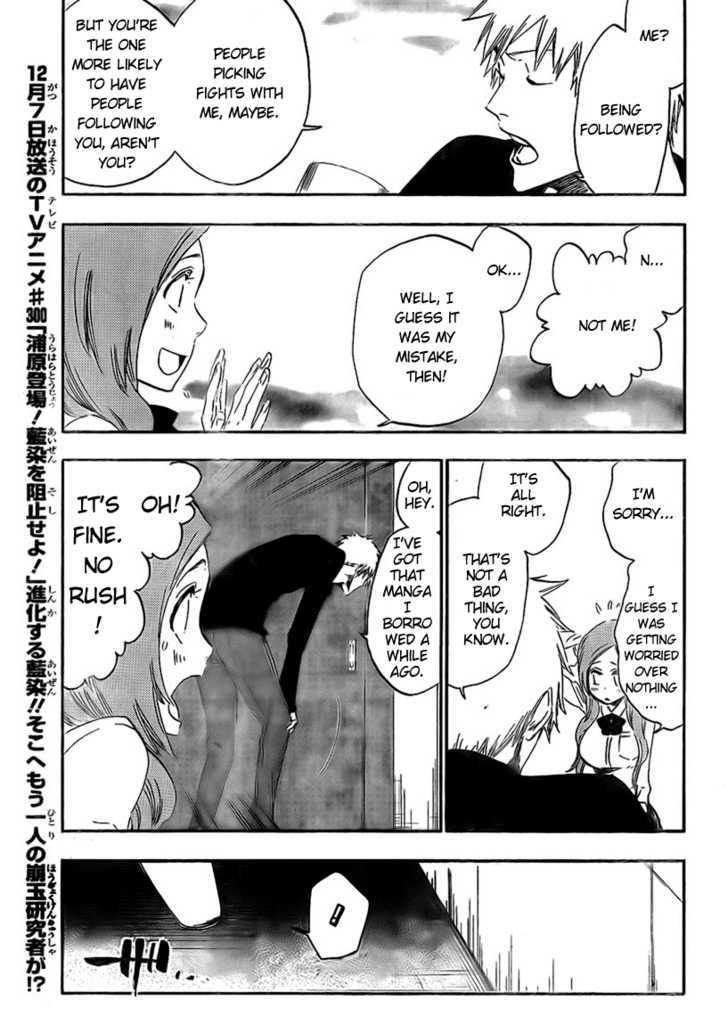 ME?
BEING
FOLLOWED?
PEOPLE
PICKING
FIGHTS WITH
ME, MAYBE.
BUT YOU'RE
THE ONE
MORE LIKELY
TO HAVE
PEOPLE
FOLLOWING
YOU, AREN'T
YOU?
N...
NOT ME!
OK...
WELL, I
GUESS IT
WAS MY
MISTAKE,
THEN!
I'M
SORRY...
I
GUESS I
WAS
GETTING
WORRIED
OVER
NOTHING
...
IT'S
ALL
RIGHT.
THAT'S
NOT A
BAD
THING,
YOU
KNOW.
OH,
HEY.
I'VE
GOT
THAT
MANGA
I
BORRO
WED A
WHILE
AGO.
OH!
IT'S
FINE.
NO
RUSH
!
!
12月7日放送のTVアニメ♯300「浦原登場!藍染を阻止せよ!」進化する藍染!!そこへもう一人の崩玉研究者が!?